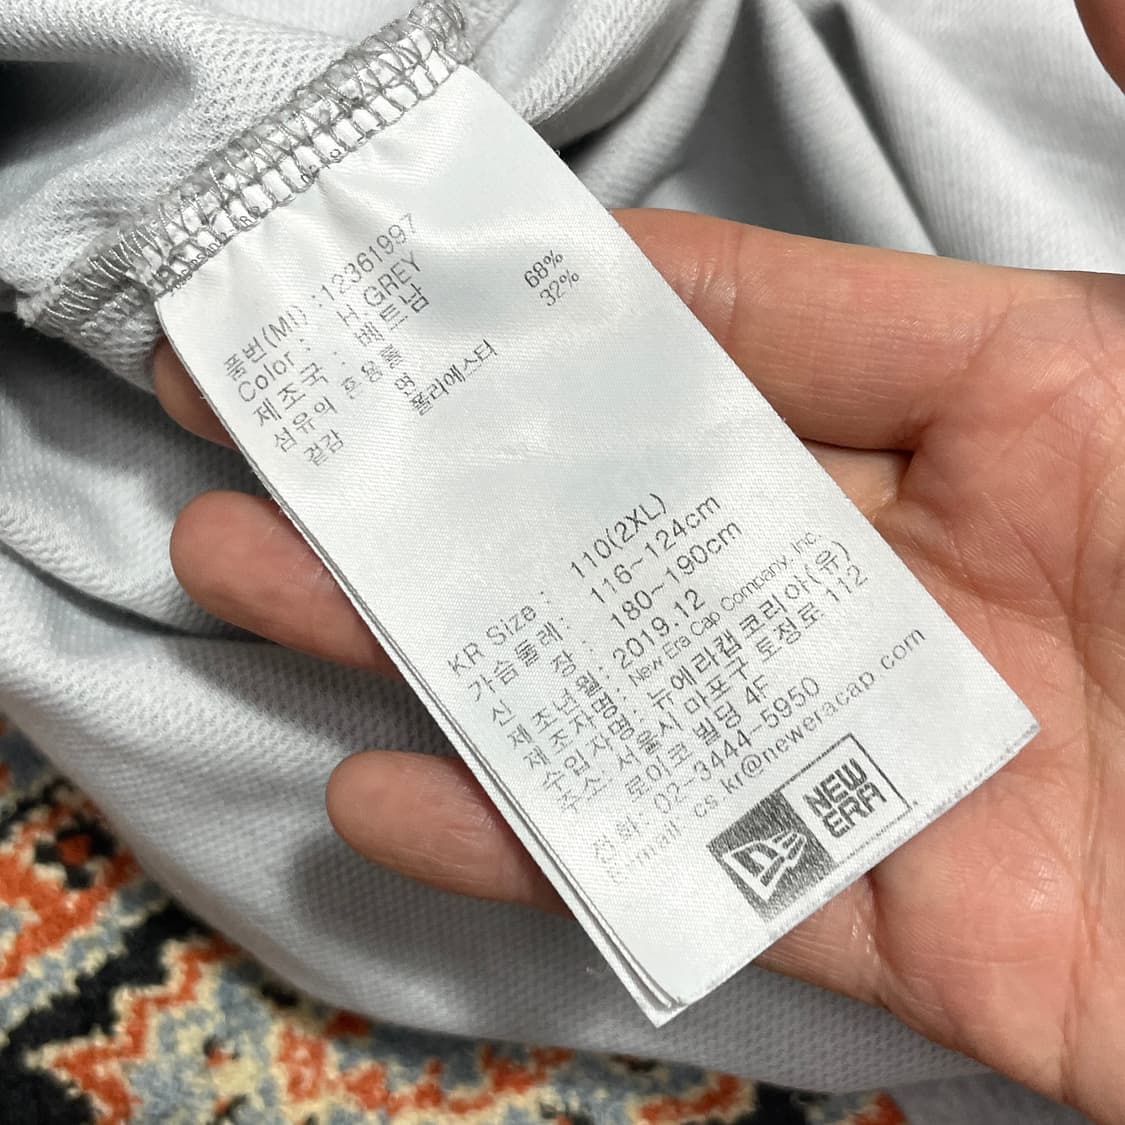 품번(MI) :12361997
Color : H.GREY
제조국 : 베트남
섬유의 혼용률
겉감 면 68%
폴리에스터 32%
KR Size : 110(2XL)
가슴둘레: 116~124cm
신 장 : 180~190cm
제조년월: 2019.12
제조자명: New Era Cap Company, Inc.
수입자명: 뉴에라캡코리아(유)
주소: 서울시 마포구 토정로 112
로이코 빌딩 4F
전화: 02-3444-5950
E-mail cs.kr@neweracap.com
NEW
ERA